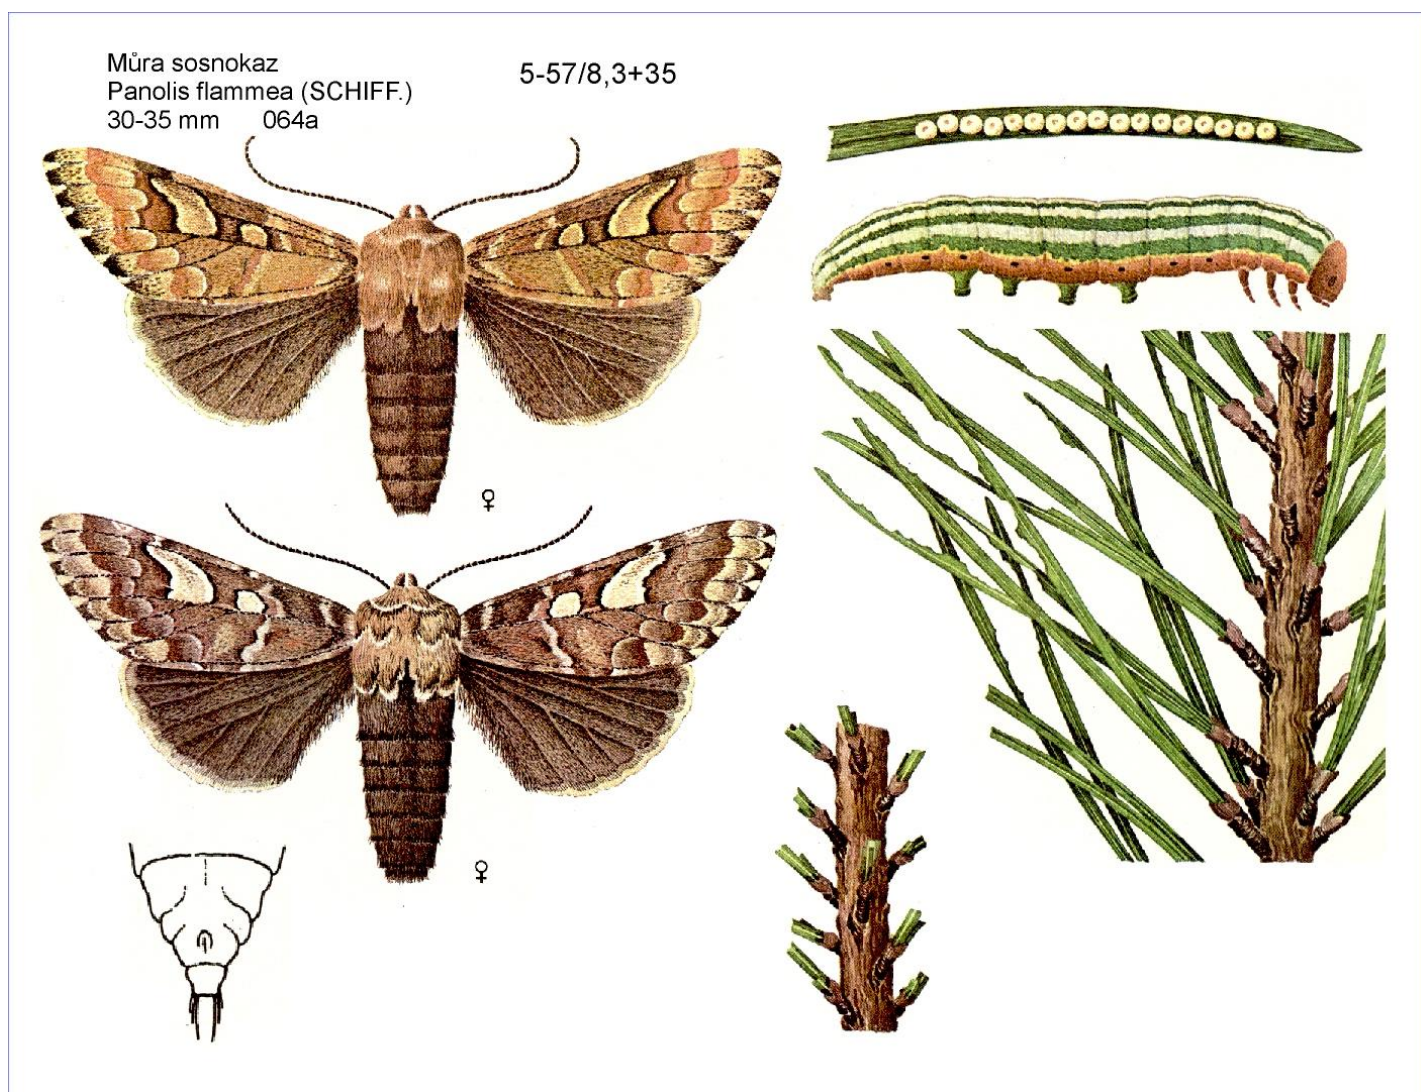 Můra sosnokaz
Panolis flammea (SCHIFF.)
30-35 mm 064a
5-57/8,3+35
♀
♀